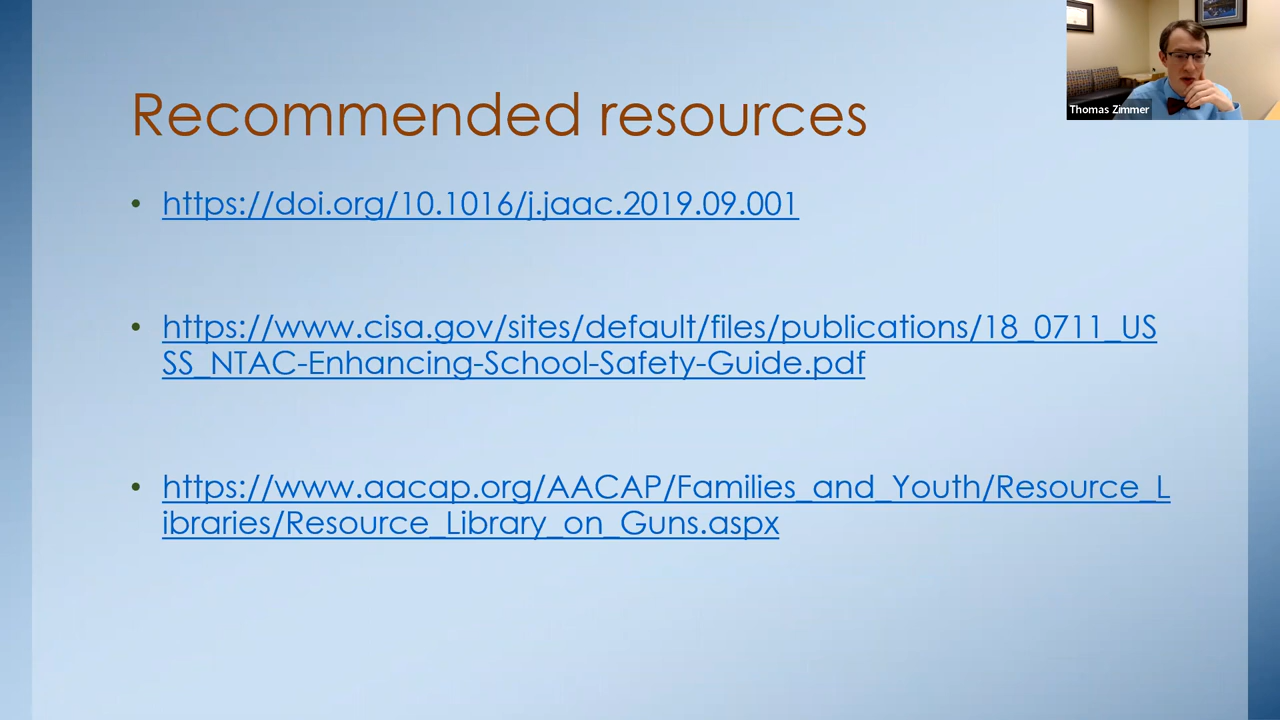 Recommended resources
Thomas Zimmer
• https://doi.org/10.1016/j.jaac.2019.09.001
• https://www.cisa.gov/sites/default/files/publications/18_0711_US
SS_NTAC-Enhancing-School-Safety-Guide.pdf
• https://www.aacap.org/AACAP/Families_and_Youth/Resource_L
ibraries/Resource_Library_on_Guns.aspx